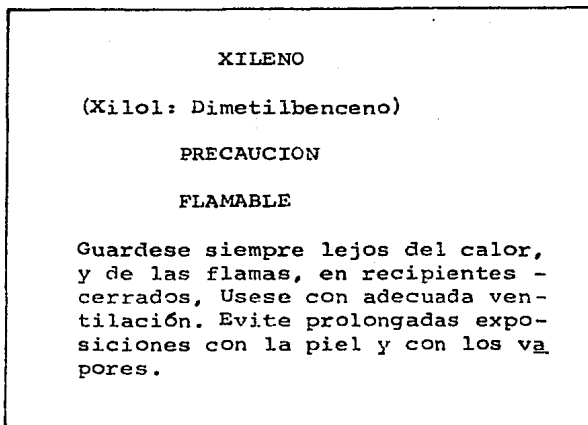 XILENO
(Xilol: Dimetilbenceno)
PRECAUCION
FLAMABLE
Guardese siempre lejos del calor,
y de las flamas, en recipientes -
cerrados, Usese con adecuada ven-
tilación. Evite prolongadas expo-
siciones con la piel y con los va
pores.